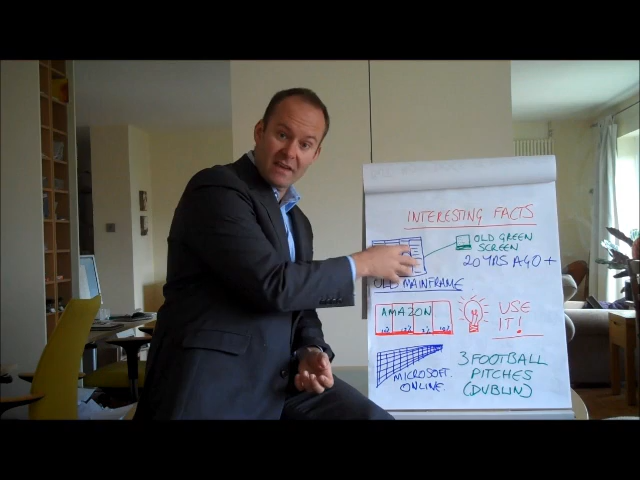 INTERESTING FACTS
OLD GREEN
SCREEN
20 YRS AGO +
OLD MAINFRAME
AMAZON
USE
IT!
MICROSOFT
ONLINE.
3 FOOTBALL
PITCHES
(DUBLIN)